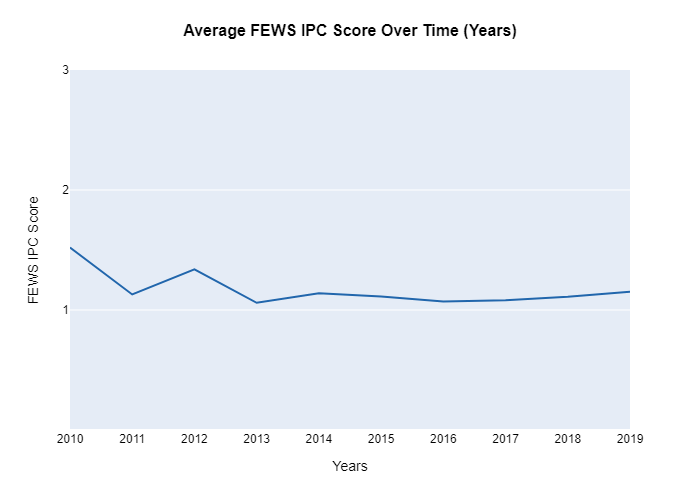 Average FEWS IPC Score Over Time (Years)
3
2
1
FEWS IPC Score
2010 2011 2012 2013 2014 2015 2016 2017 2018 2019
Years